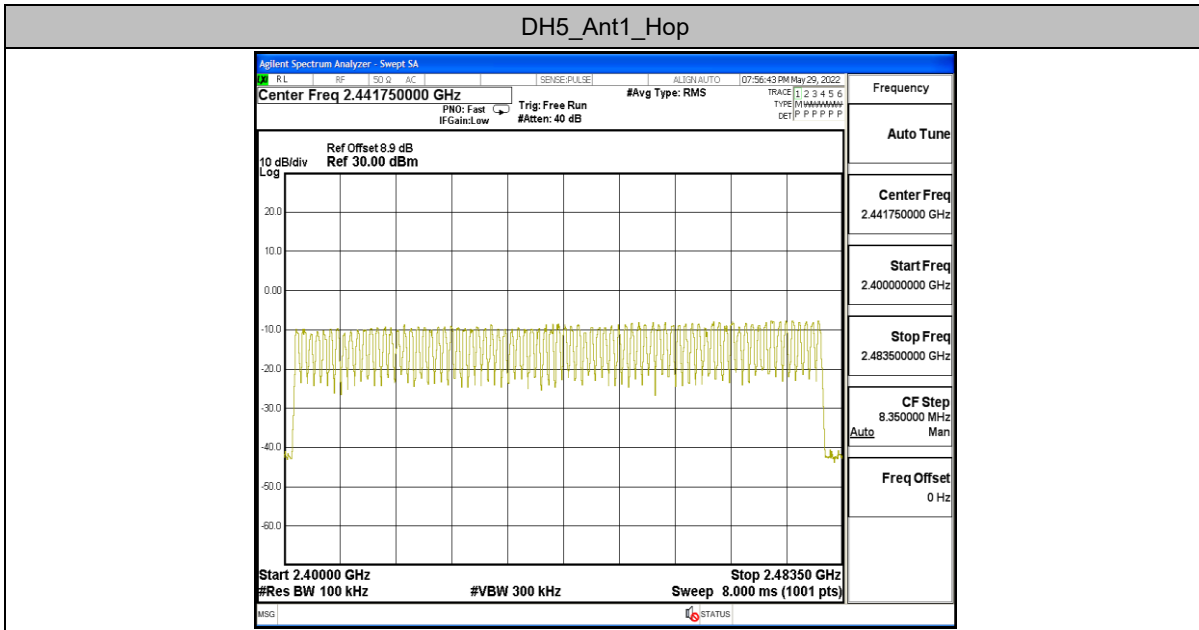 DH5_Ant1_Hop
Agilent Spectrum Analyzer - Swept SA
RL RF 50 Ω AC SENSE:PULSE ALIGN AUTO 07:56:43 PM May 29, 2022
Center Freq 2.441750000 GHz
PNO: Fast
IFGain:Low
Trig: Free Run
#Atten: 40 dB
#Avg Type: RMS
TRACE 1 2 3 4 5 6
TYPE M
DET P P P P P P
Ref Offset 8.9 dB
10 dB/div Ref 30.00 dBm
Log
20.0
10.0
0.00
-10.0
-20.0
-30.0
-40.0
-50.0
-60.0
Start 2.40000 GHz Stop 2.48350 GHz
#Res BW 100 kHz #VBW 300 kHz Sweep 8.000 ms (1001 pts)
MSG STATUS
Frequency
Auto Tune
Center Freq
2.441750000 GHz
Start Freq
2.400000000 GHz
Stop Freq
2.483500000 GHz
CF Step
8.350000 MHz
Auto Man
Freq Offset
0 Hz